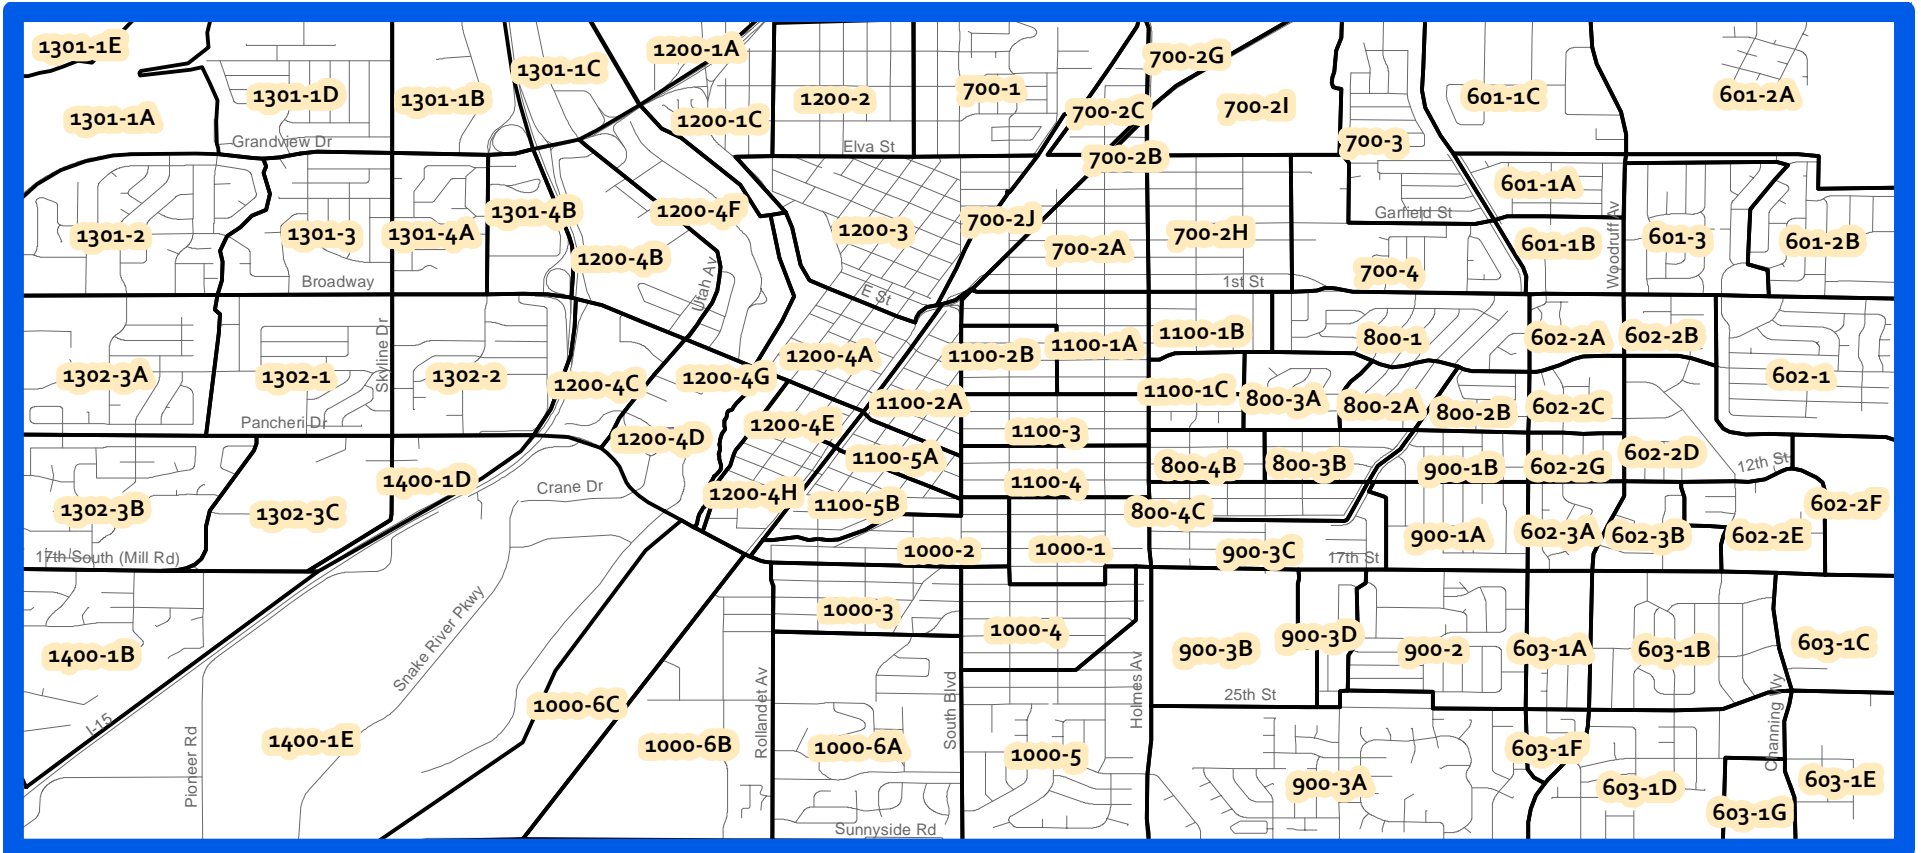 1301-1E
1200-1A
700-2G
1301-1C
1301-1D
1301-1B
1200-2
700-1
700-2I
601-1C
601-2A
1301-1A
1200-1C
700-2C
Grandview Dr
Elva St
700-3
700-2B
601-1A
1301-4B
1200-4F
700-2J
Garfield St
Woodruff Av
1301-2
1301-3
1301-4A
1200-3
700-2H
700-2A
601-1B
601-3
601-2B
1200-4B
700-4
Broadway
Utah Av
E St
1st St
1100-1B
800-1
602-2A
602-2B
1100-1A
1200-4A
1100-2B
Skyline Dr
1302-3A
1302-1
1302-2
1200-4C
1200-4G
602-1
1100-1C
800-3A
1100-2A
800-2A
800-2B
602-2C
Pancheri Dr
1200-4E
1100-3
1200-4D
1100-5A
800-4B
800-3B
900-1B
602-2G
602-2D
12th St
1400-1D
Crane Dr
1200-4H
1100-4
1302-3B
1302-3C
1100-5B
800-4C
602-2F
900-1A
602-3A
602-3B
602-2E
17th South (Mill Rd)
1000-2
1000-1
900-3C
17th St
1000-3
Snake River Pkwy
1000-4
900-3D
1400-1B
900-3B
900-2
603-1A
603-1B
603-1C
25th St
1000-6C
Rollandet Av
South Blvd
Holmes Av
Channing Wy
I-15
Pioneer Rd
1400-1E
1000-6B
1000-6A
1000-5
603-1F
900-3A
603-1D
603-1E
603-1G
Sunnyside Rd